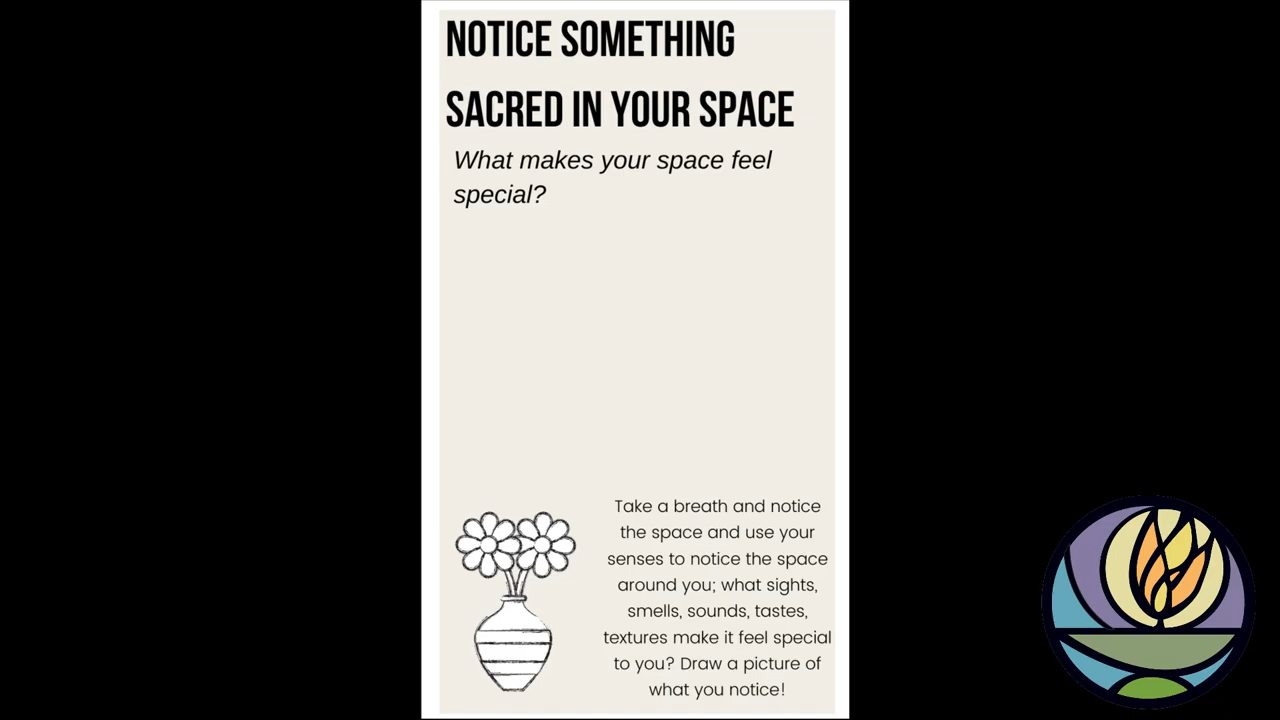 NOTICE SOMETHING
SACRED IN YOUR SPACE
What makes your space feel
special?
Take a breath and notice
the space and use your
senses to notice the space
around you; what sights,
smells, sounds, tastes,
textures make it feel special
to you? Draw a picture of
what you notice!